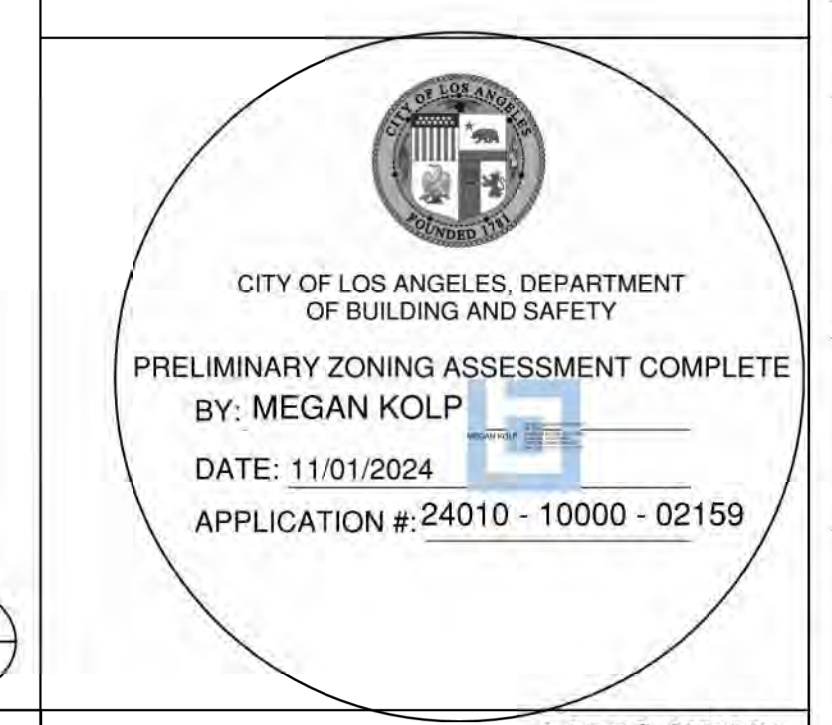 CITY OF LOS ANGELES
FOUNDED 1781
CITY OF LOS ANGELES, DEPARTMENT
OF BUILDING AND SAFETY
PRELIMINARY ZONING ASSESSMENT COMPLETE
BY: MEGAN KOLP
MEGAN KOLP
DATE: 11/01/2024
APPLICATION #: 24010 - 10000 - 02159